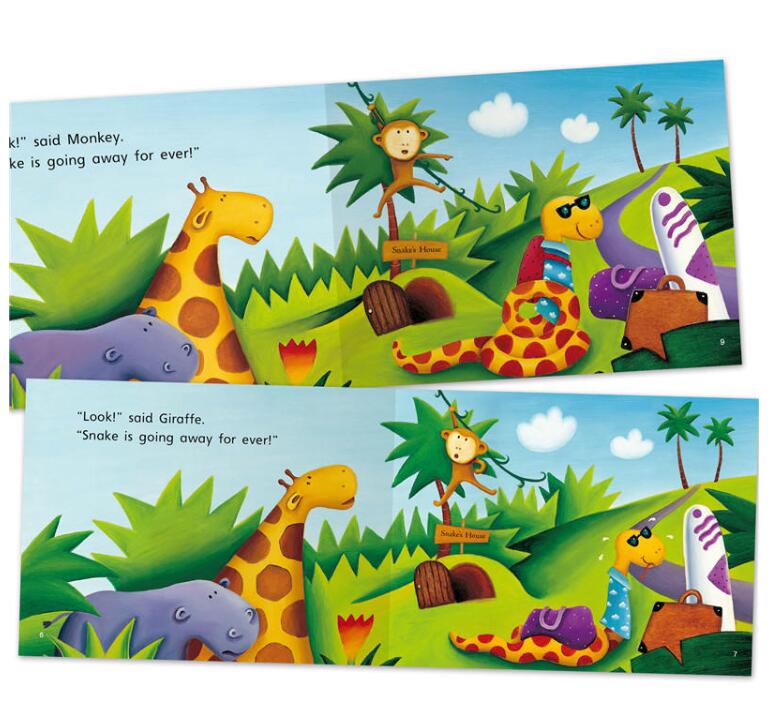 k!” said Monkey.
ke is going away for ever!”
Snake's House
9
“Look!” said Giraffe.
“Snake is going away for ever!”
Snake's House
6
7